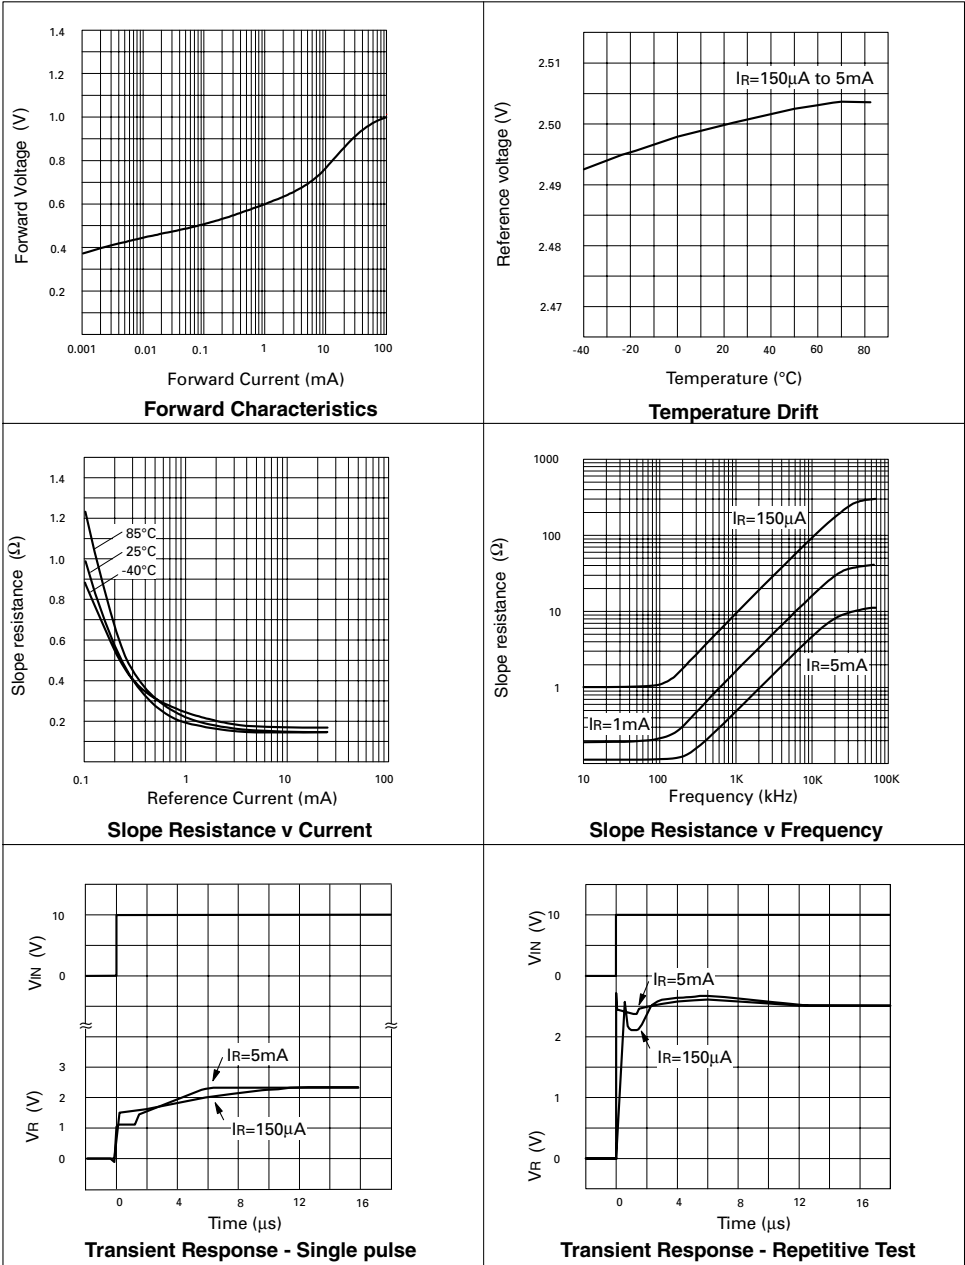 1.4
1.2
1.0
0.8
0.6
0.4
0.2
Forward Voltage (V)
0.001 0.01 0.1 1 10 100
Forward Current (mA)
Forward Characteristics
2.51
2.50
2.49
2.48
2.47
Reference voltage (V)
IR=150µA to 5mA
-40 -20 0 20 40 60 80
Temperature (°C)
Temperature Drift
1.4
1.2
1.0
0.8
0.6
0.4
0.2
Slope resistance (Ω)
85°C
25°C
-40°C
0.1 1 10 100
Reference Current (mA)
Slope Resistance v Current
1000
100
10
1
Slope resistance (Ω)
IR=150µA
IR=5mA
IR=1mA
10 100 1K 10K 100K
Frequency (kHz)
Slope Resistance v Frequency
10
0
VIN (V)
3
2
1
0
VR (V)
IR=5mA
IR=150µA
0 4 8 12 16
Time (µs)
Transient Response - Single pulse
10
0
VIN (V)
2
1
0
VR (V)
IR=5mA
IR=150µA
0 4 8 12 16
Time (µs)
Transient Response - Repetitive Test